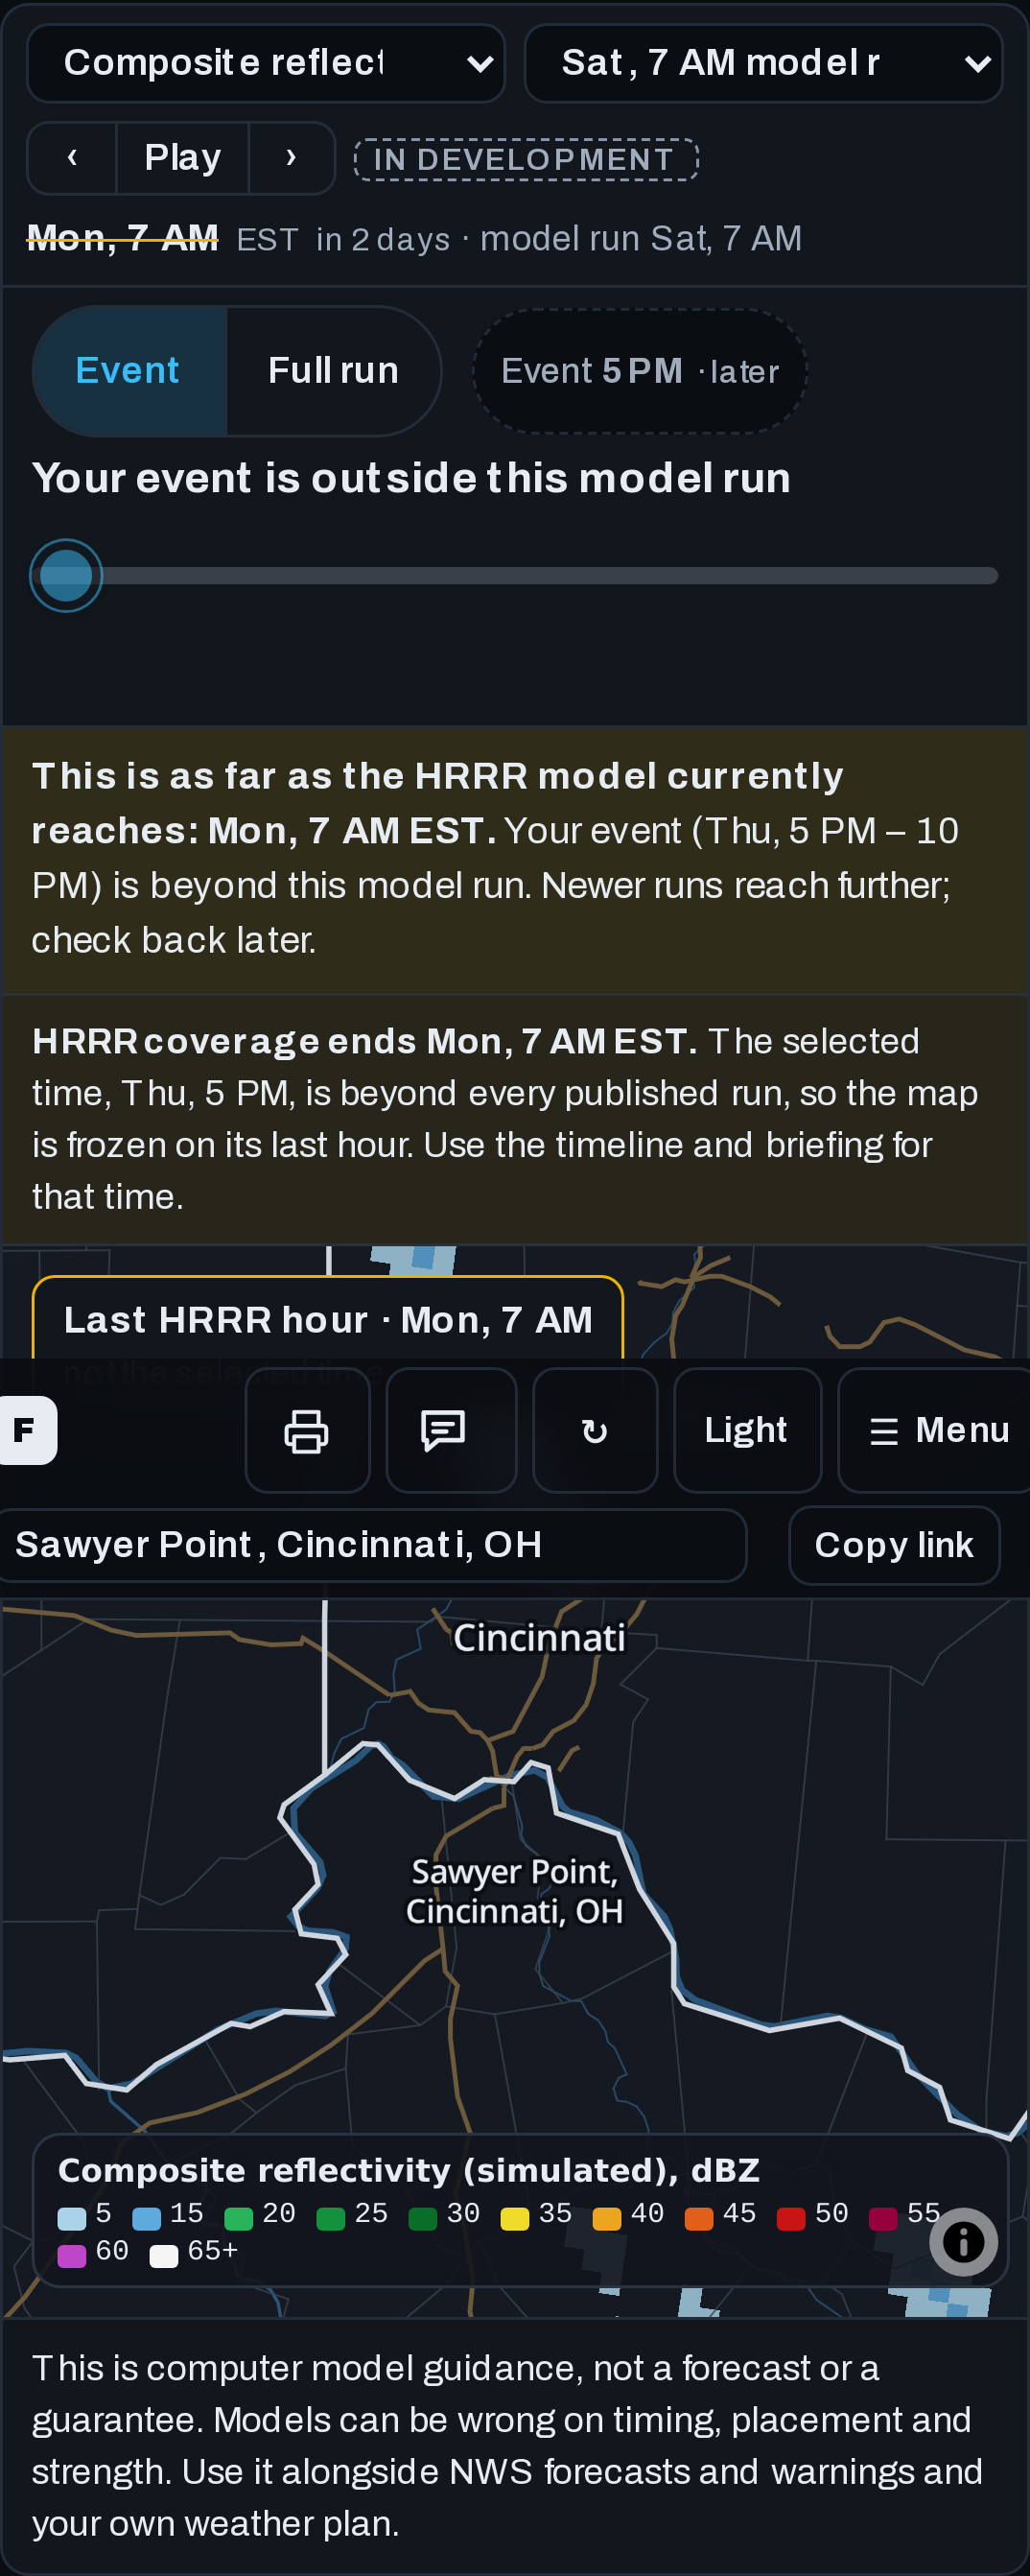 Composite reflect
Sat, 7 AM model r
‹ Play › IN DEVELOPMENT
Mon, 7 AM EST in 2 days · model run Sat, 7 AM
Event Full run Event 5 PM · later
Your event is outside this model run
This is as far as the HRRR model currently
reaches: Mon, 7 AM EST. Your event (Thu, 5 PM – 10
PM) is beyond this model run. Newer runs reach further;
check back later.
HRRR coverage ends Mon, 7 AM EST. The selected
time, Thu, 5 PM, is beyond every published run, so the map
is frozen on its last hour. Use the timeline and briefing for
that time.
Last HRRR hour · Mon, 7 AM
not the selected time
F ↻ Light ☰ Menu
Sawyer Point, Cincinnati, OH
Copy link
Cincinnati
Sawyer Point,
Cincinnati, OH
Composite reflectivity (simulated), dBZ
5 15 20 25 30 35 40 45 50 55
60 65+
This is computer model guidance, not a forecast or a
guarantee. Models can be wrong on timing, placement and
strength. Use it alongside NWS forecasts and warnings and
your own weather plan.